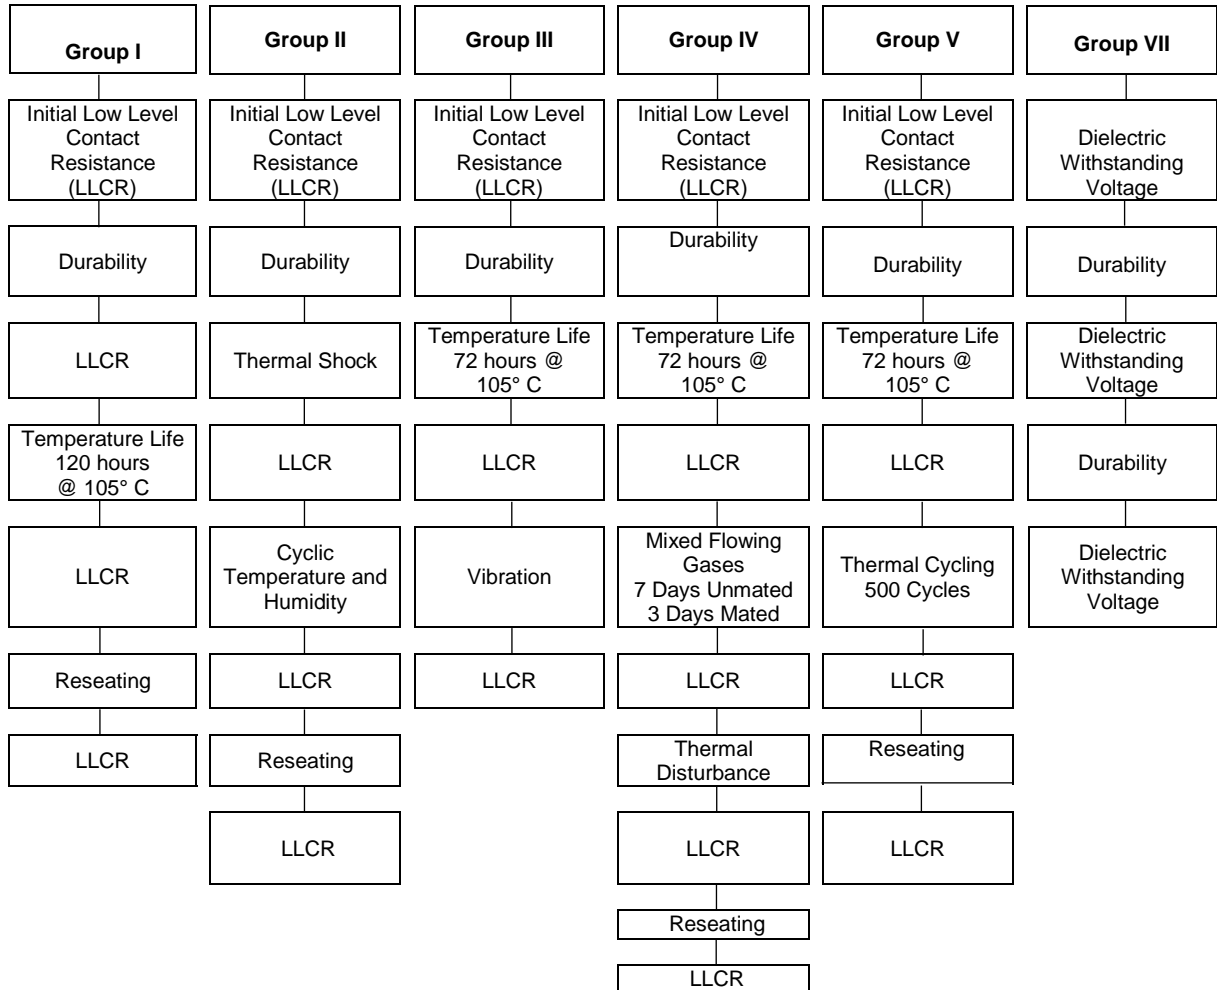 Group I
Initial Low Level
Contact
Resistance
(LLCR)
Durability
LLCR
Temperature Life
120 hours
@ 105° C
LLCR
Reseating
LLCR
Group II
Initial Low Level
Contact
Resistance
(LLCR)
Durability
Thermal Shock
LLCR
Cyclic
Temperature and
Humidity
LLCR
Reseating
LLCR
Group III
Initial Low Level
Contact
Resistance
(LLCR)
Durability
Temperature Life
72 hours @
105° C
LLCR
Vibration
LLCR
Group IV
Initial Low Level
Contact
Resistance
(LLCR)
Durability
Temperature Life
72 hours @
105° C
LLCR
Mixed Flowing
Gases
7 Days Unmated
3 Days Mated
LLCR
Thermal
Disturbance
LLCR
Reseating
LLCR
Group V
Initial Low Level
Contact
Resistance
(LLCR)
Durability
Temperature Life
72 hours @
105° C
LLCR
Thermal Cycling
500 Cycles
LLCR
Reseating
LLCR
Group VII
Dielectric
Withstanding
Voltage
Durability
Dielectric
Withstanding
Voltage
Durability
Dielectric
Withstanding
Voltage